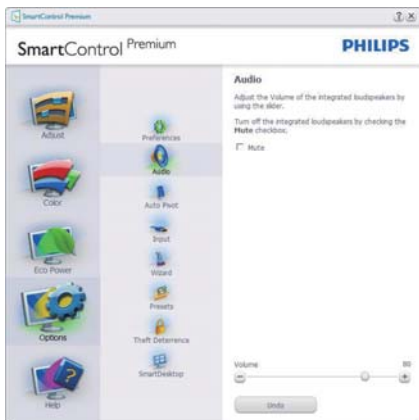 SmartControl Premium
SmartControl Premium
PHILIPS
Adjust
Color
Eco Power
Options
Help
Preferences
Audio
Auto Pivot
Input
Wizard
Presets
Theft Deterrence
SmartDesktop
Audio
Adjust the Volume of the integrated loudspeakers by
using the slider.
Turn off the integrated loudspeakers by checking the
Mute checkbox.
Mute
Volume 80
Undo